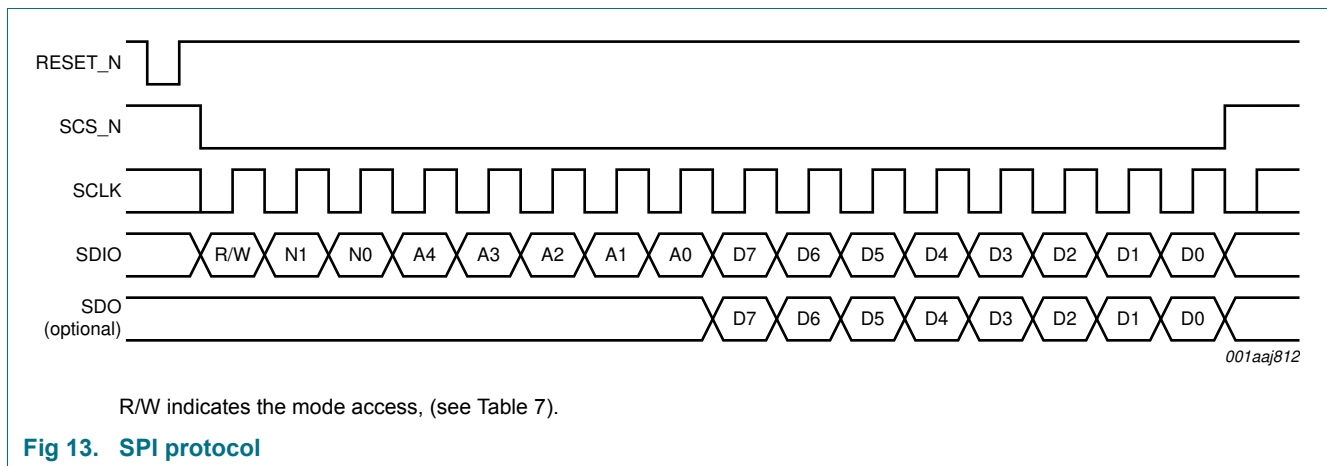 RESET_N
SCS_N
SCLK
SDIO R/W N1 N0 A4 A3 A2 A1 A0 D7 D6 D5 D4 D3 D2 D1 D0
SDO
(optional) D7 D6 D5 D4 D3 D2 D1 D0
001aaj812
R/W indicates the mode access, (see Table 7).
Fig 13. SPI protocol